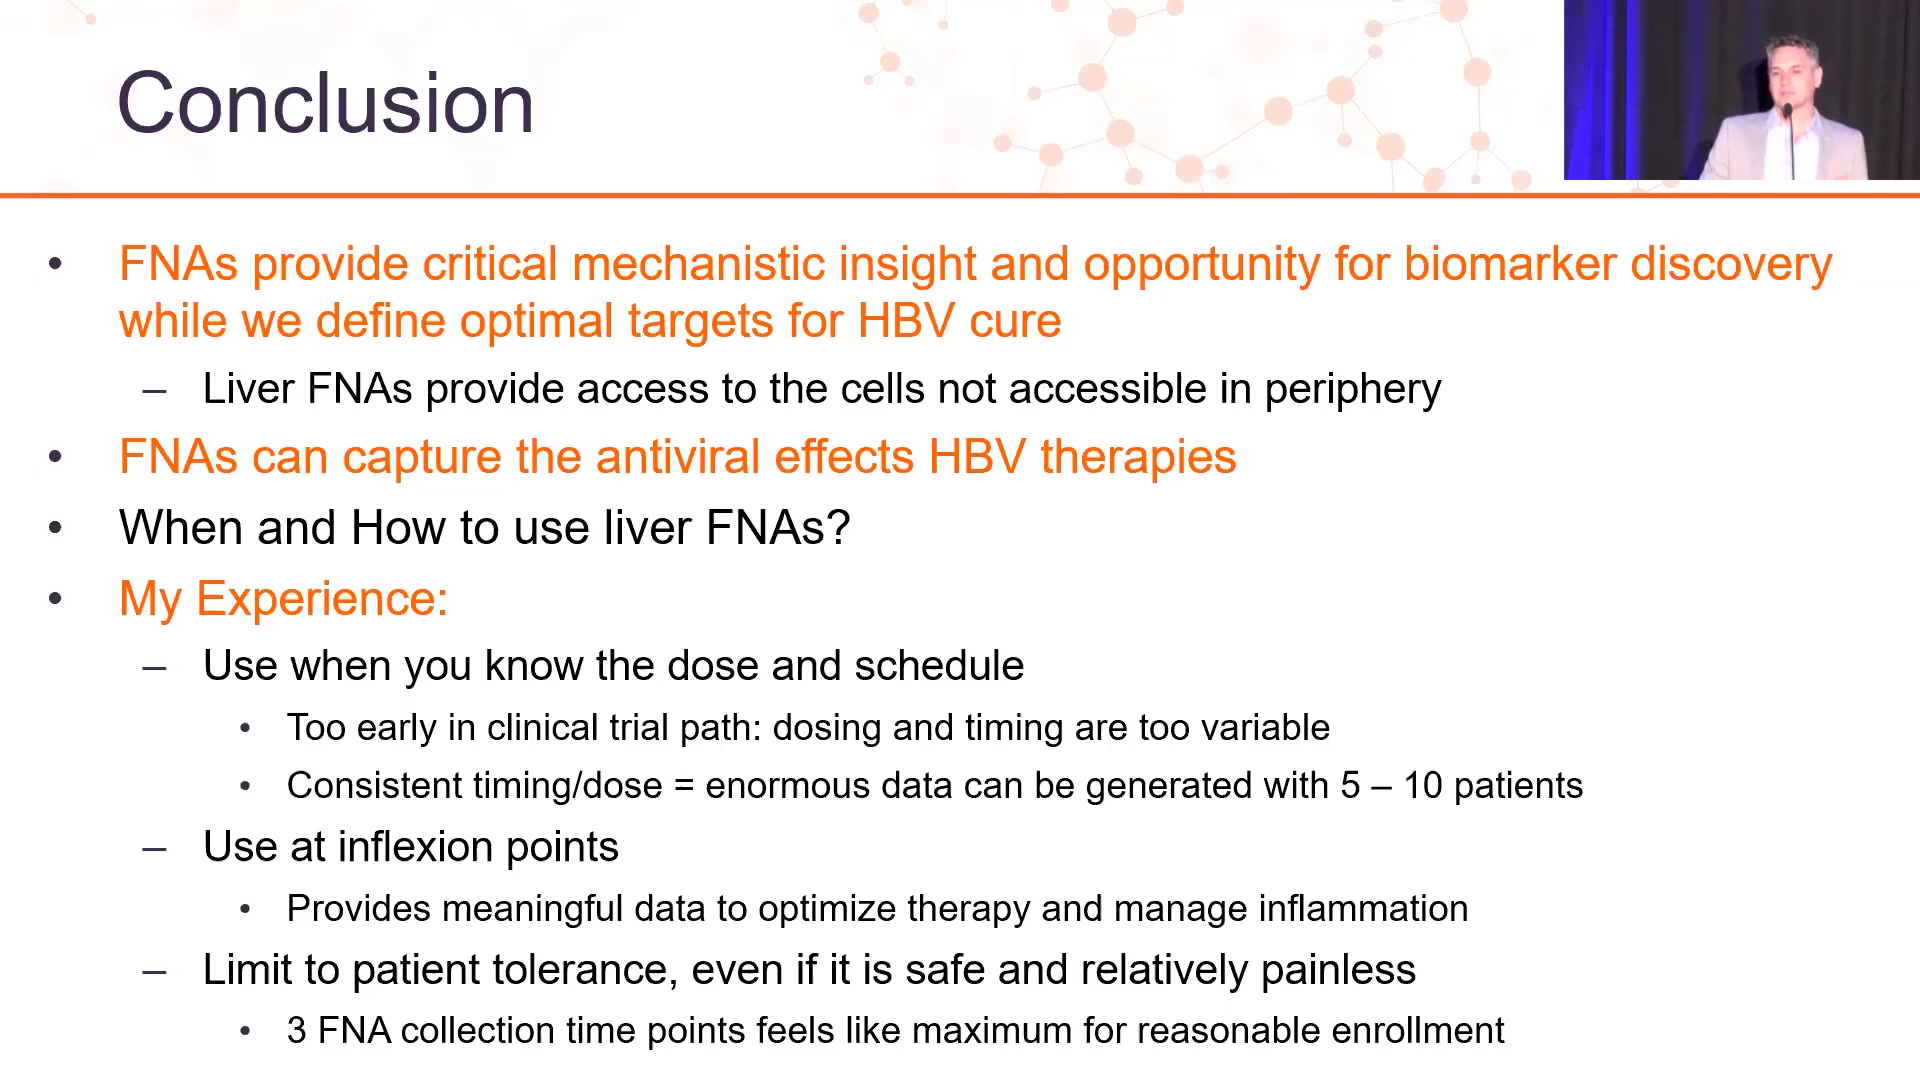 Conclusion
• FNAs provide critical mechanistic insight and opportunity for biomarker discovery
while we define optimal targets for HBV cure
– Liver FNAs provide access to the cells not accessible in periphery
• FNAs can capture the antiviral effects HBV therapies
• When and How to use liver FNAs?
• My Experience:
– Use when you know the dose and schedule
• Too early in clinical trial path: dosing and timing are too variable
• Consistent timing/dose = enormous data can be generated with 5 – 10 patients
– Use at inflexion points
• Provides meaningful data to optimize therapy and manage inflammation
– Limit to patient tolerance, even if it is safe and relatively painless
• 3 FNA collection time points feels like maximum for reasonable enrollment